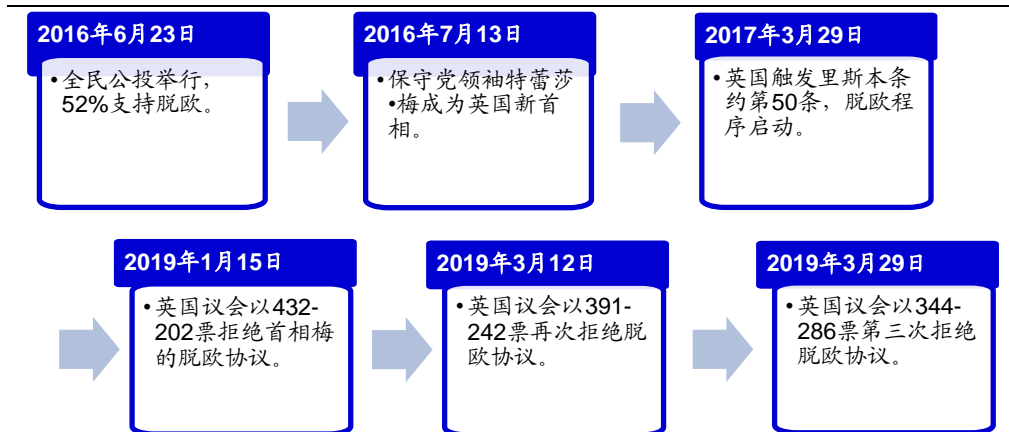 2016年6月23日
•全民公投举行，
52%支持脱欧。
2016年7月13日
•保守党领袖特蕾莎
•梅成为英国新首
相。
2017年3月29日
•英国触发里斯本条
约第50条，脱欧程
序启动。
2019年1月15日
•英国议会以432-
202票拒绝首相梅
的脱欧协议。
2019年3月12日
•英国议会以391-
242票再次拒绝脱
欧协议。
2019年3月29日
•英国议会以344-
286票第三次拒绝
脱欧协议。